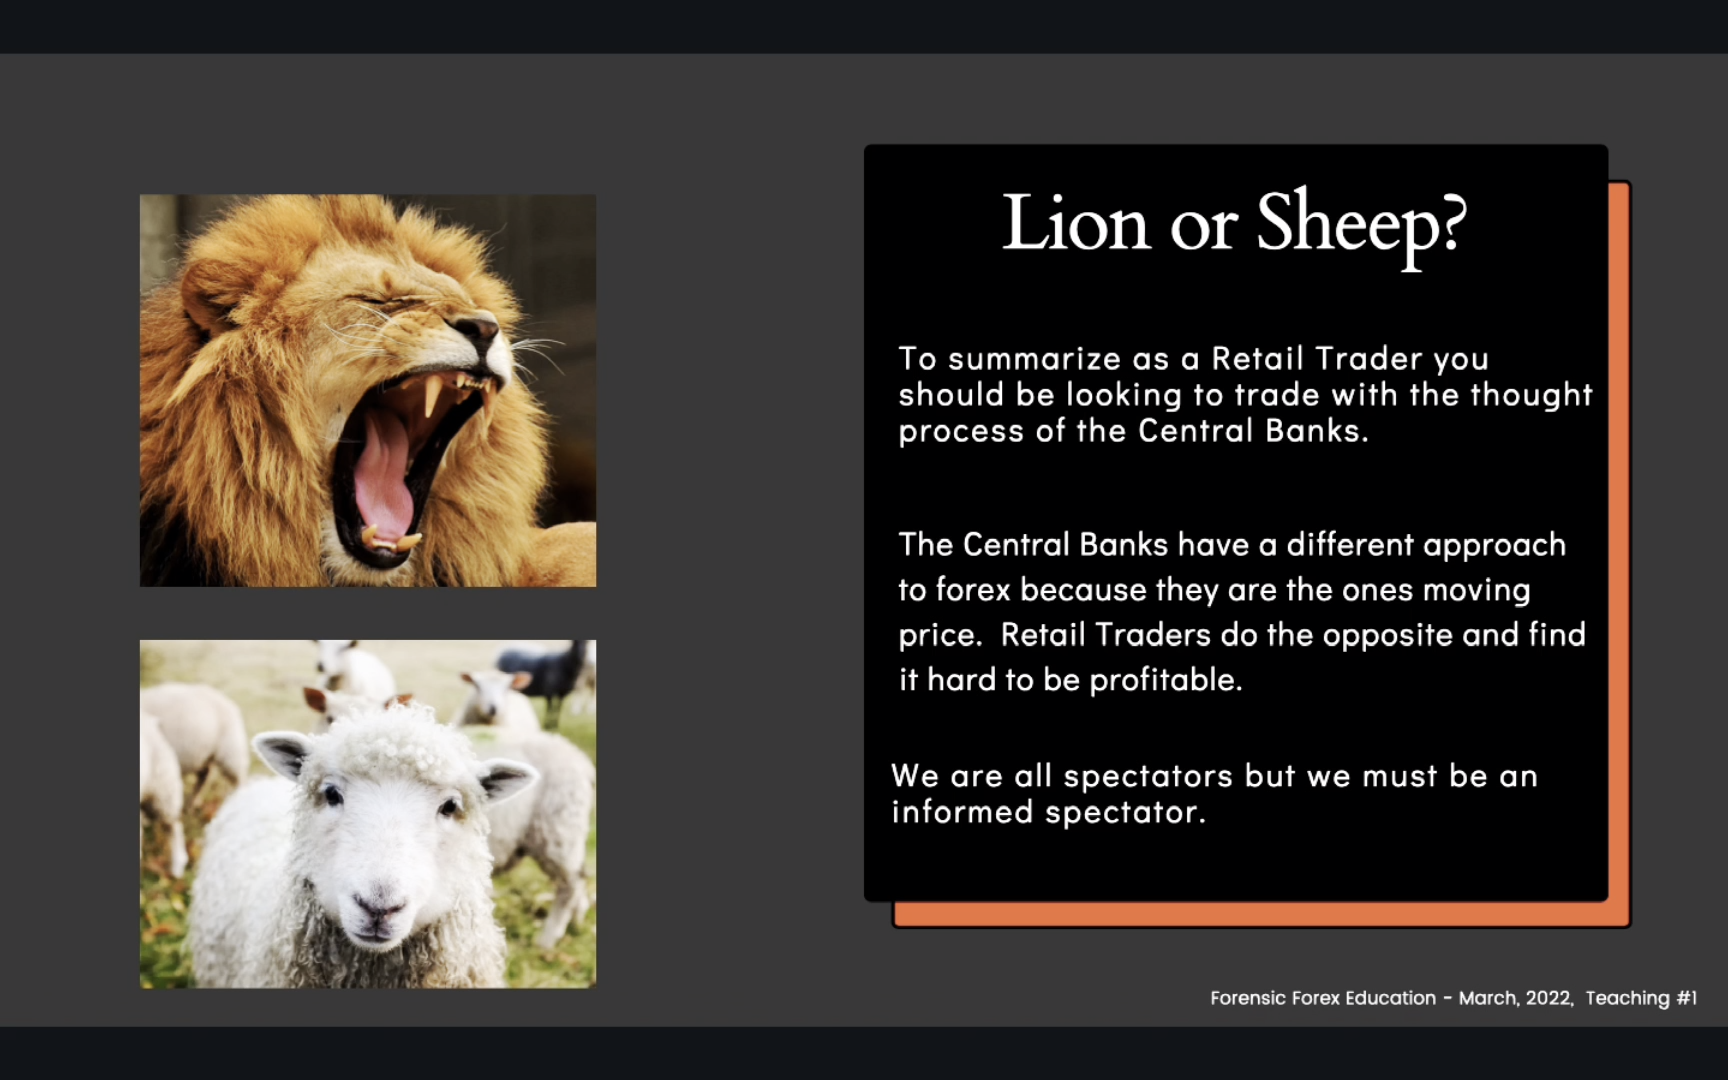 Lion or Sheep?
To summarize as a Retail Trader you
should be looking to trade with the thought
process of the Central Banks.
The Central Banks have a different approach
to forex because they are the ones moving
price.  Retail Traders do the opposite and find
it hard to be profitable.
We are all spectators but we must be an
informed spectator.
Forensic Forex Education - March, 2022,  Teaching #1